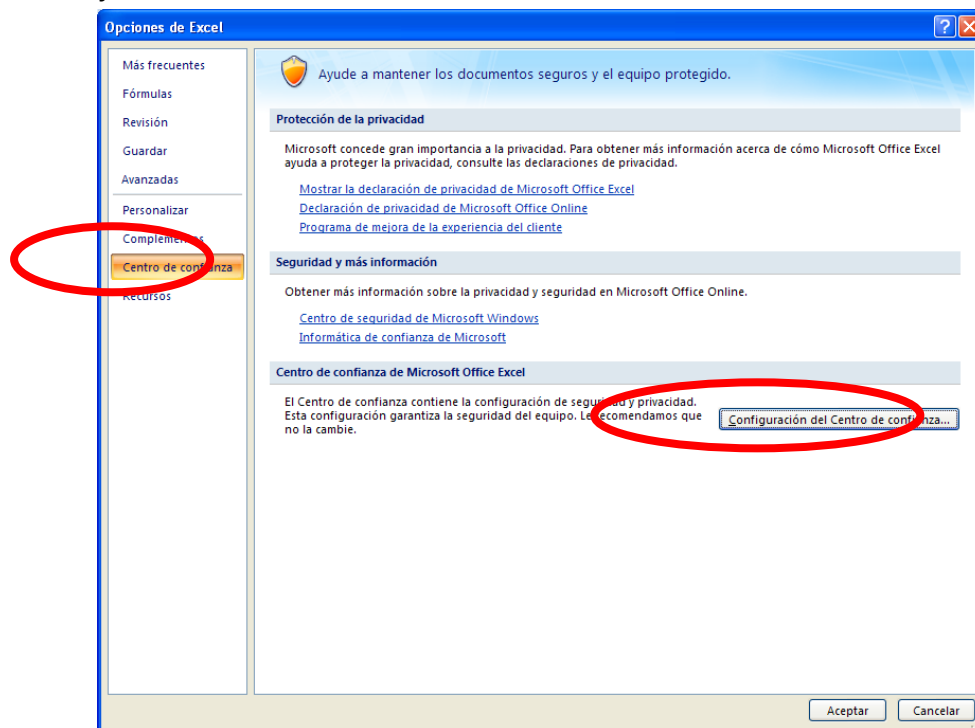 Opciones de Excel
Más frecuentes
Fórmulas
Revisión
Guardar
Avanzadas
Personalizar
Complementos
Centro de confianza
Recursos
Ayude a mantener los documentos seguros y el equipo protegido.
Protección de la privacidad
Microsoft concede gran importancia a la privacidad. Para obtener más información acerca de cómo Microsoft Office Excel
ayuda a proteger la privacidad, consulte las declaraciones de privacidad.
Mostrar la declaración de privacidad de Microsoft Office Excel
Declaración de privacidad de Microsoft Office Online
Programa de mejora de la experiencia del cliente
Seguridad y más información
Obtener más información sobre la privacidad y seguridad en Microsoft Office Online.
Centro de seguridad de Microsoft Windows
Informática de confianza de Microsoft
Centro de confianza de Microsoft Office Excel
El Centro de confianza contiene la configuración de seguridad y privacidad.
Esta configuración garantiza la seguridad del equipo. Le recomendamos que
no la cambie.
Configuración del Centro de confianza...
Aceptar
Cancelar